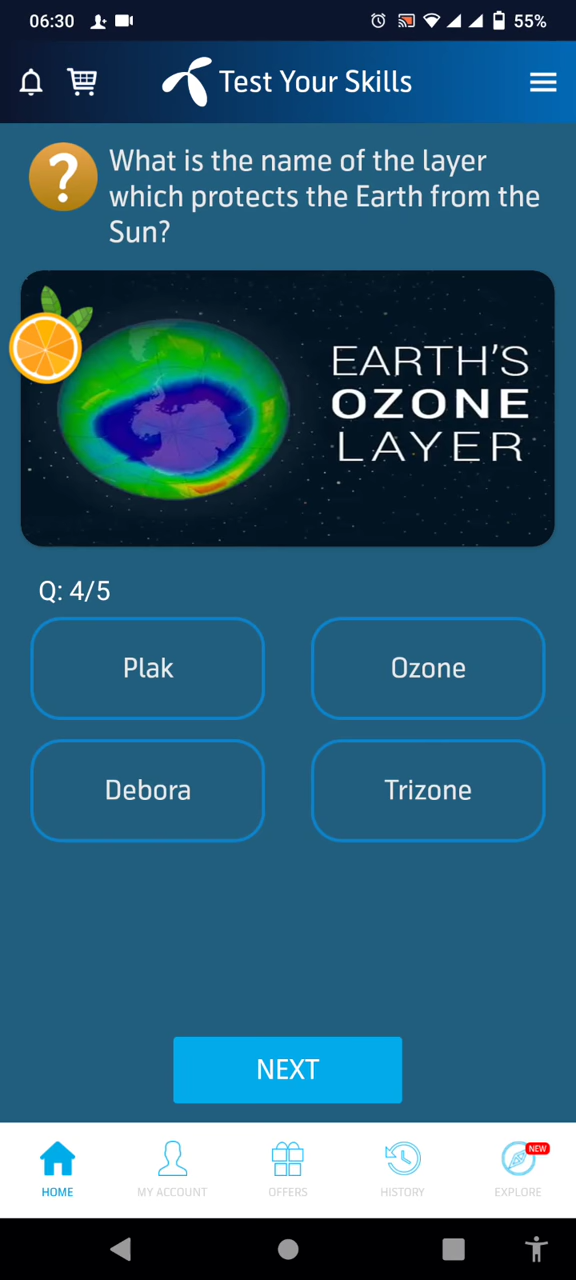 06:30
55%
Test Your Skills
What is the name of the layer
which protects the Earth from the
Sun?
EARTH'S
OZONE
LAYER
Q: 4/5
Plak
Ozone
Debora
Trizone
NEXT
NEW
HOME
MY ACCOUNT
OFFERS
HISTORY
EXPLORE